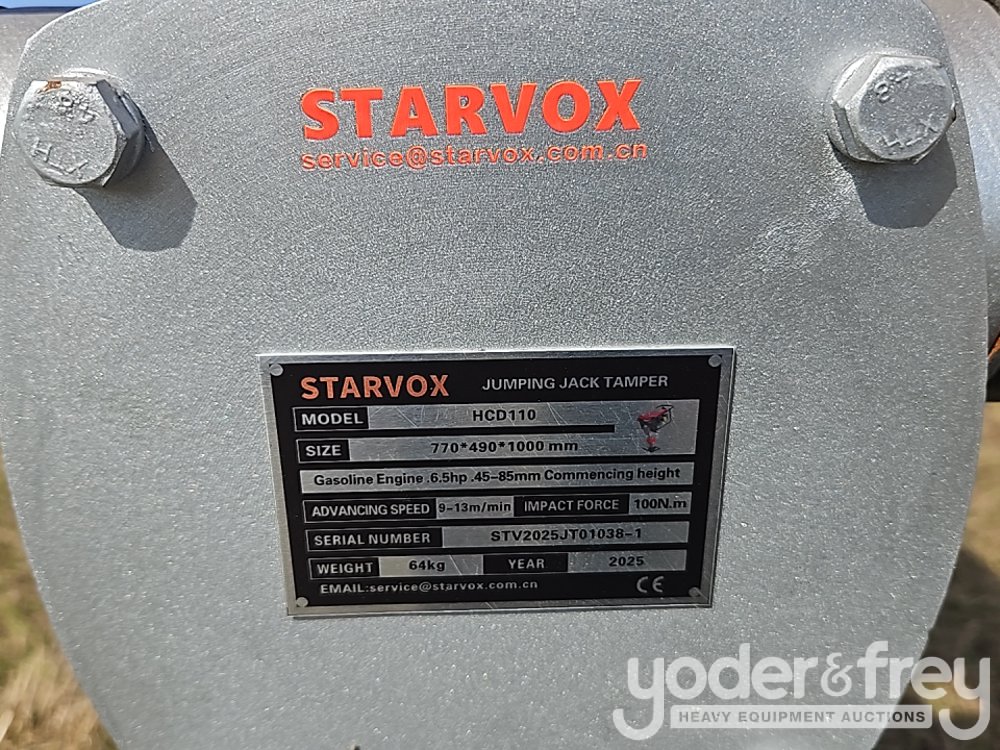 STARVOX
service@starvox.com.cn
STARVOX JUMPING JACK TAMPER
MODEL HCD110
SIZE 770*490*1000 mm
Gasoline Engine .6.5hp .45-85mm Commencing height
ADVANCING SPEED 9-13m/min IMPACT FORCE 100N.m
SERIAL NUMBER STV2025JT01038-1
WEIGHT 64kg YEAR 2025
EMAIL:service@starvox.com.cn CE
yoder&frey
HEAVY EQUIPMENT AUCTIONS